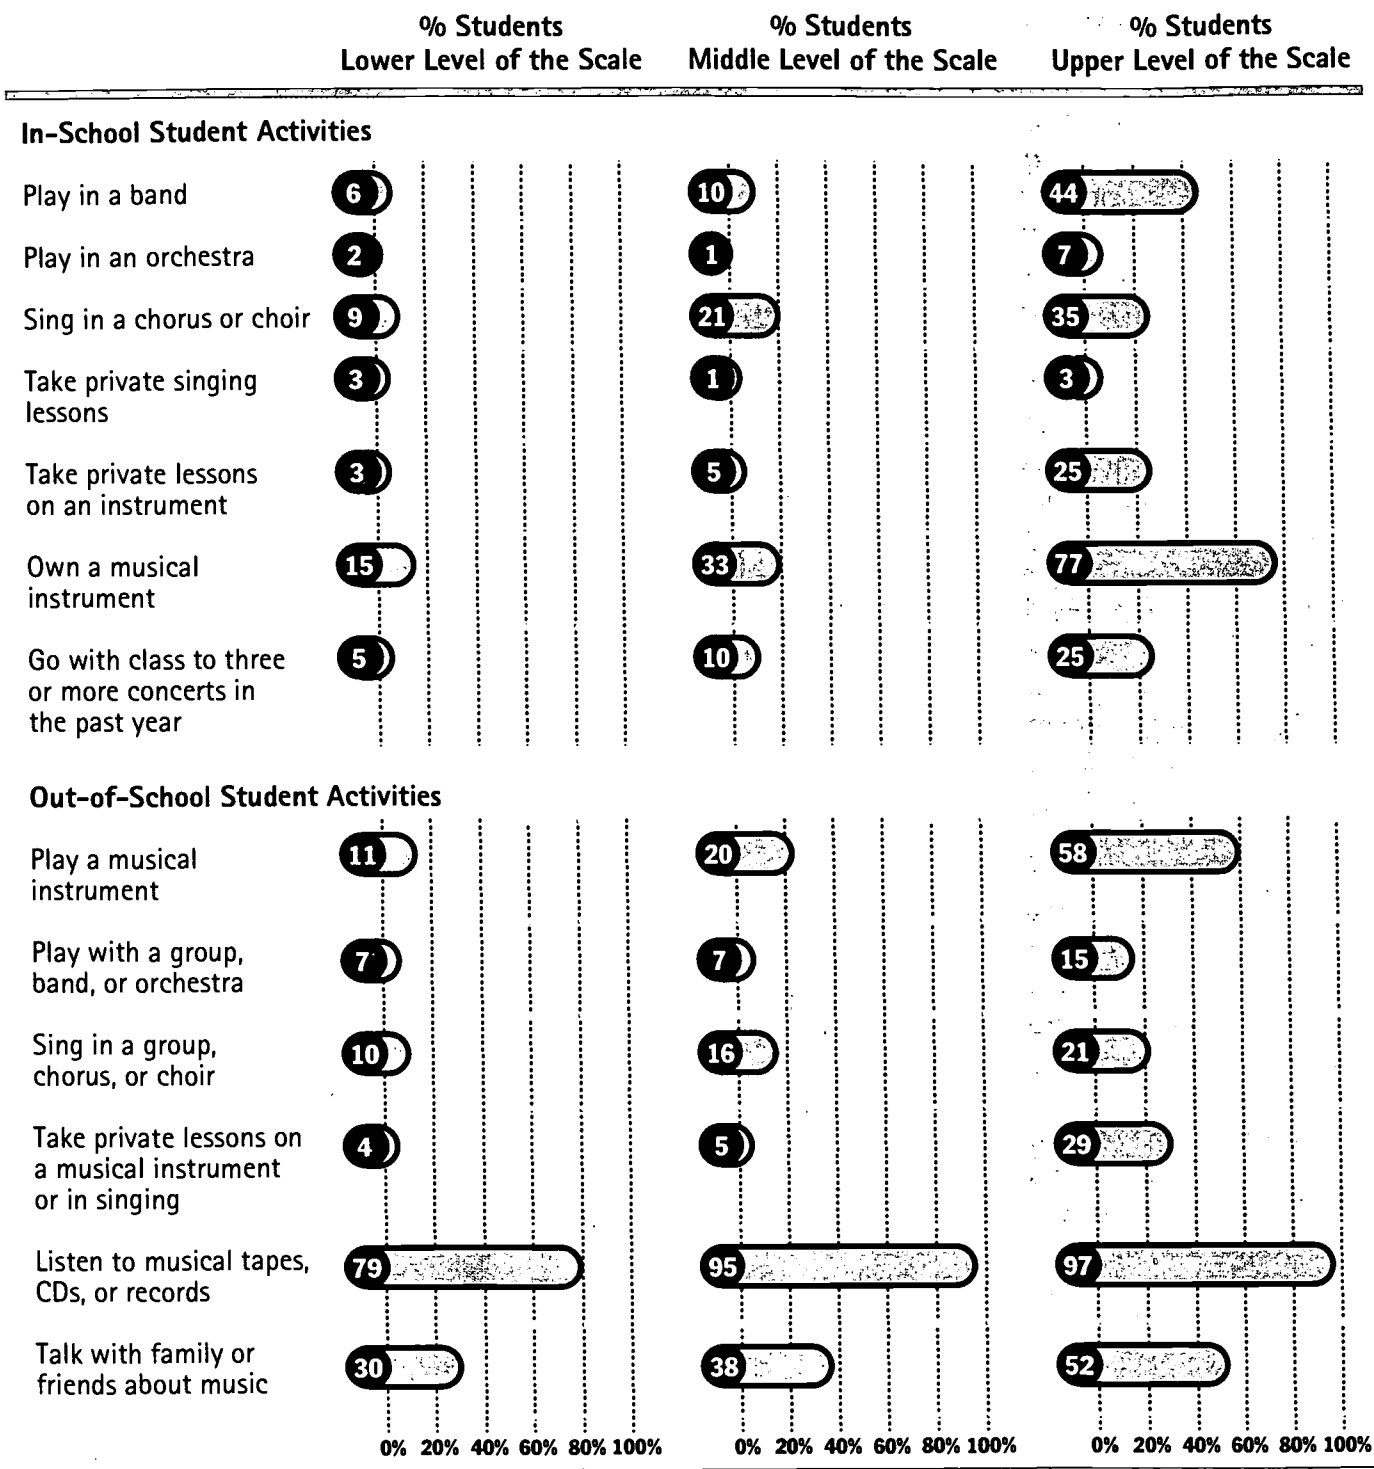 % Students % Students % Students
Lower Level of the Scale Middle Level of the Scale Upper Level of the Scale
In-School Student Activities
Play in a band 6 10 44
Play in an orchestra 2 1 7
Sing in a chorus or choir 9 21 35
Take private singing 3 1 3
lessons
Take private lessons 3 5 25
on an instrument
Own a musical 15 33 77
instrument
Go with class to three 5 10 25
or more concerts in
the past year
Out-of-School Student Activities
Play a musical 11 20 58
instrument
Play with a group, 7 7 15
band, or orchestra
Sing in a group, 10 16 21
chorus, or choir
Take private lessons on 4 5 29
a musical instrument
or in singing
Listen to musical tapes, 79 95 97
CDs, or records
Talk with family or 30 38 52
friends about music
0% 20% 40% 60% 80% 100% 0% 20% 40% 60% 80% 100% 0% 20% 40% 60% 80% 100%